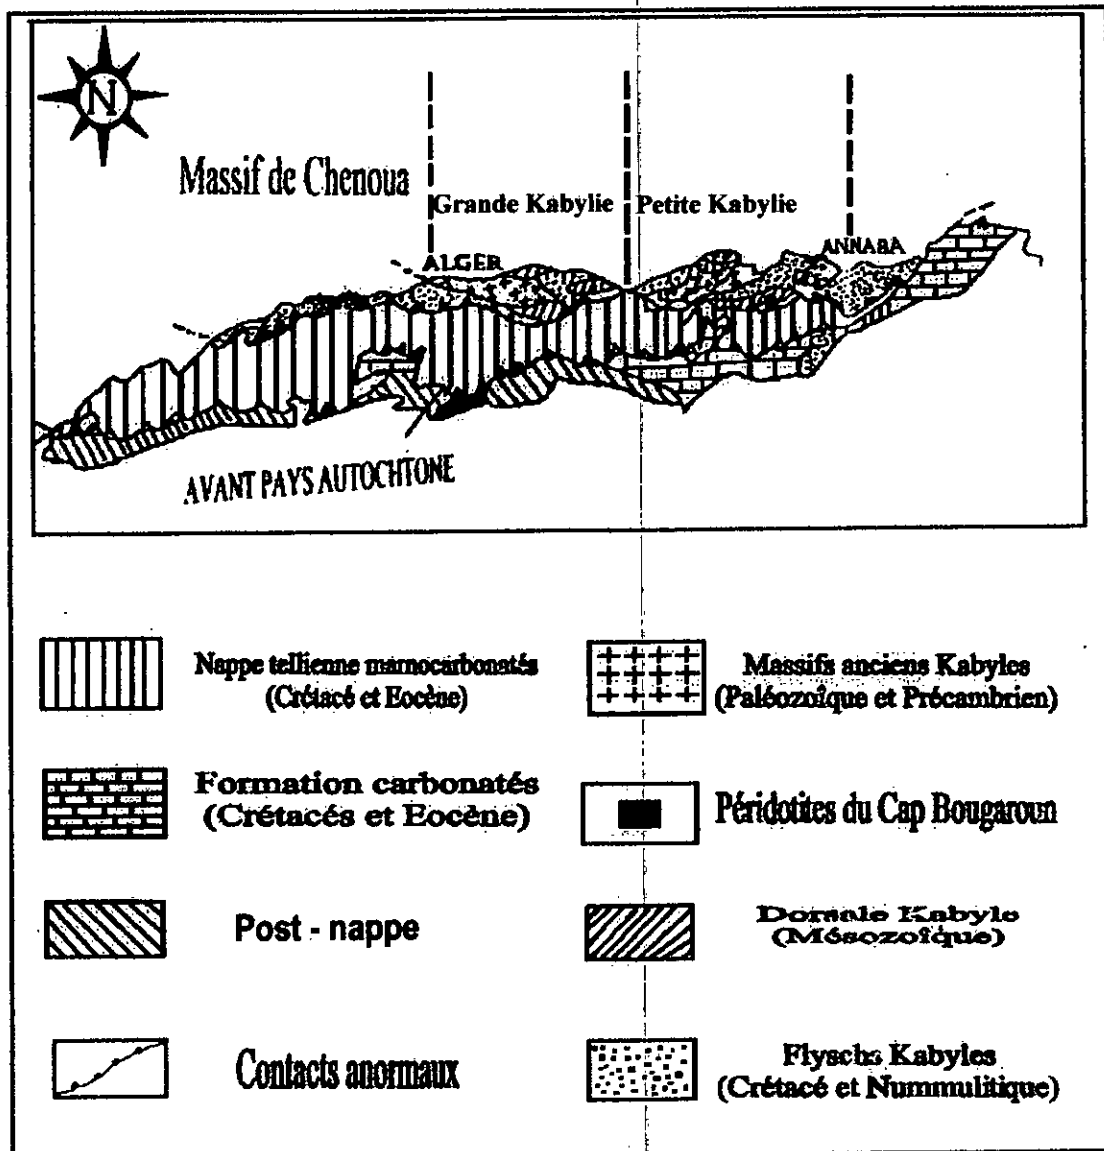 N
Massif de Chenoua
Grande Kabylie
Petite Kabylie
ALGER
ANNABA
AVANT PAYS AUTOCHTONE
Nappe tellienne marnocarbonatés
(Crétacé et Eocène)
Massifs anciens Kabyles
(Paléozoîque et Précambrien)
Formation carbonatés
(Crétacés et Eocène)
Péridotites du Cap Bougaroun
Post - nappe
Dorsale Kabyle
(Mésozoîque)
Contacts anormaux
Flyschs Kabyles
(Crétacé et Nummulitique)